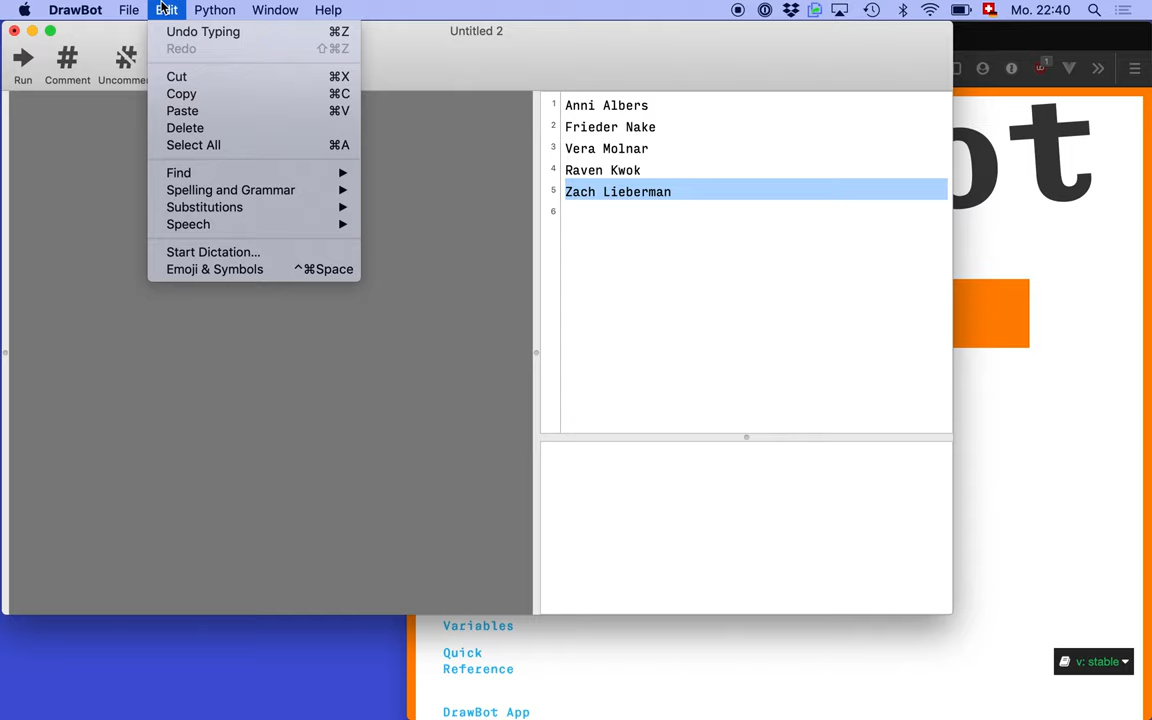 DrawBot File Edit Python Window Help Mo. 22:40
Untitled 2
Run Comment Uncomme
Undo Typing ⌘Z
Redo ⇧⌘Z
Cut ⌘X
Copy ⌘C
Paste ⌘V
Delete
Select All ⌘A
Find
Spelling and Grammar
Substitutions
Speech
Start Dictation...
Emoji & Symbols ^⌘Space
1 Anni Albers
2 Frieder Nake
3 Vera Molnar
4 Raven Kwok
5 Zach Lieberman
6
1
ot
Variables
Quick
Reference
DrawBot App
v: stable